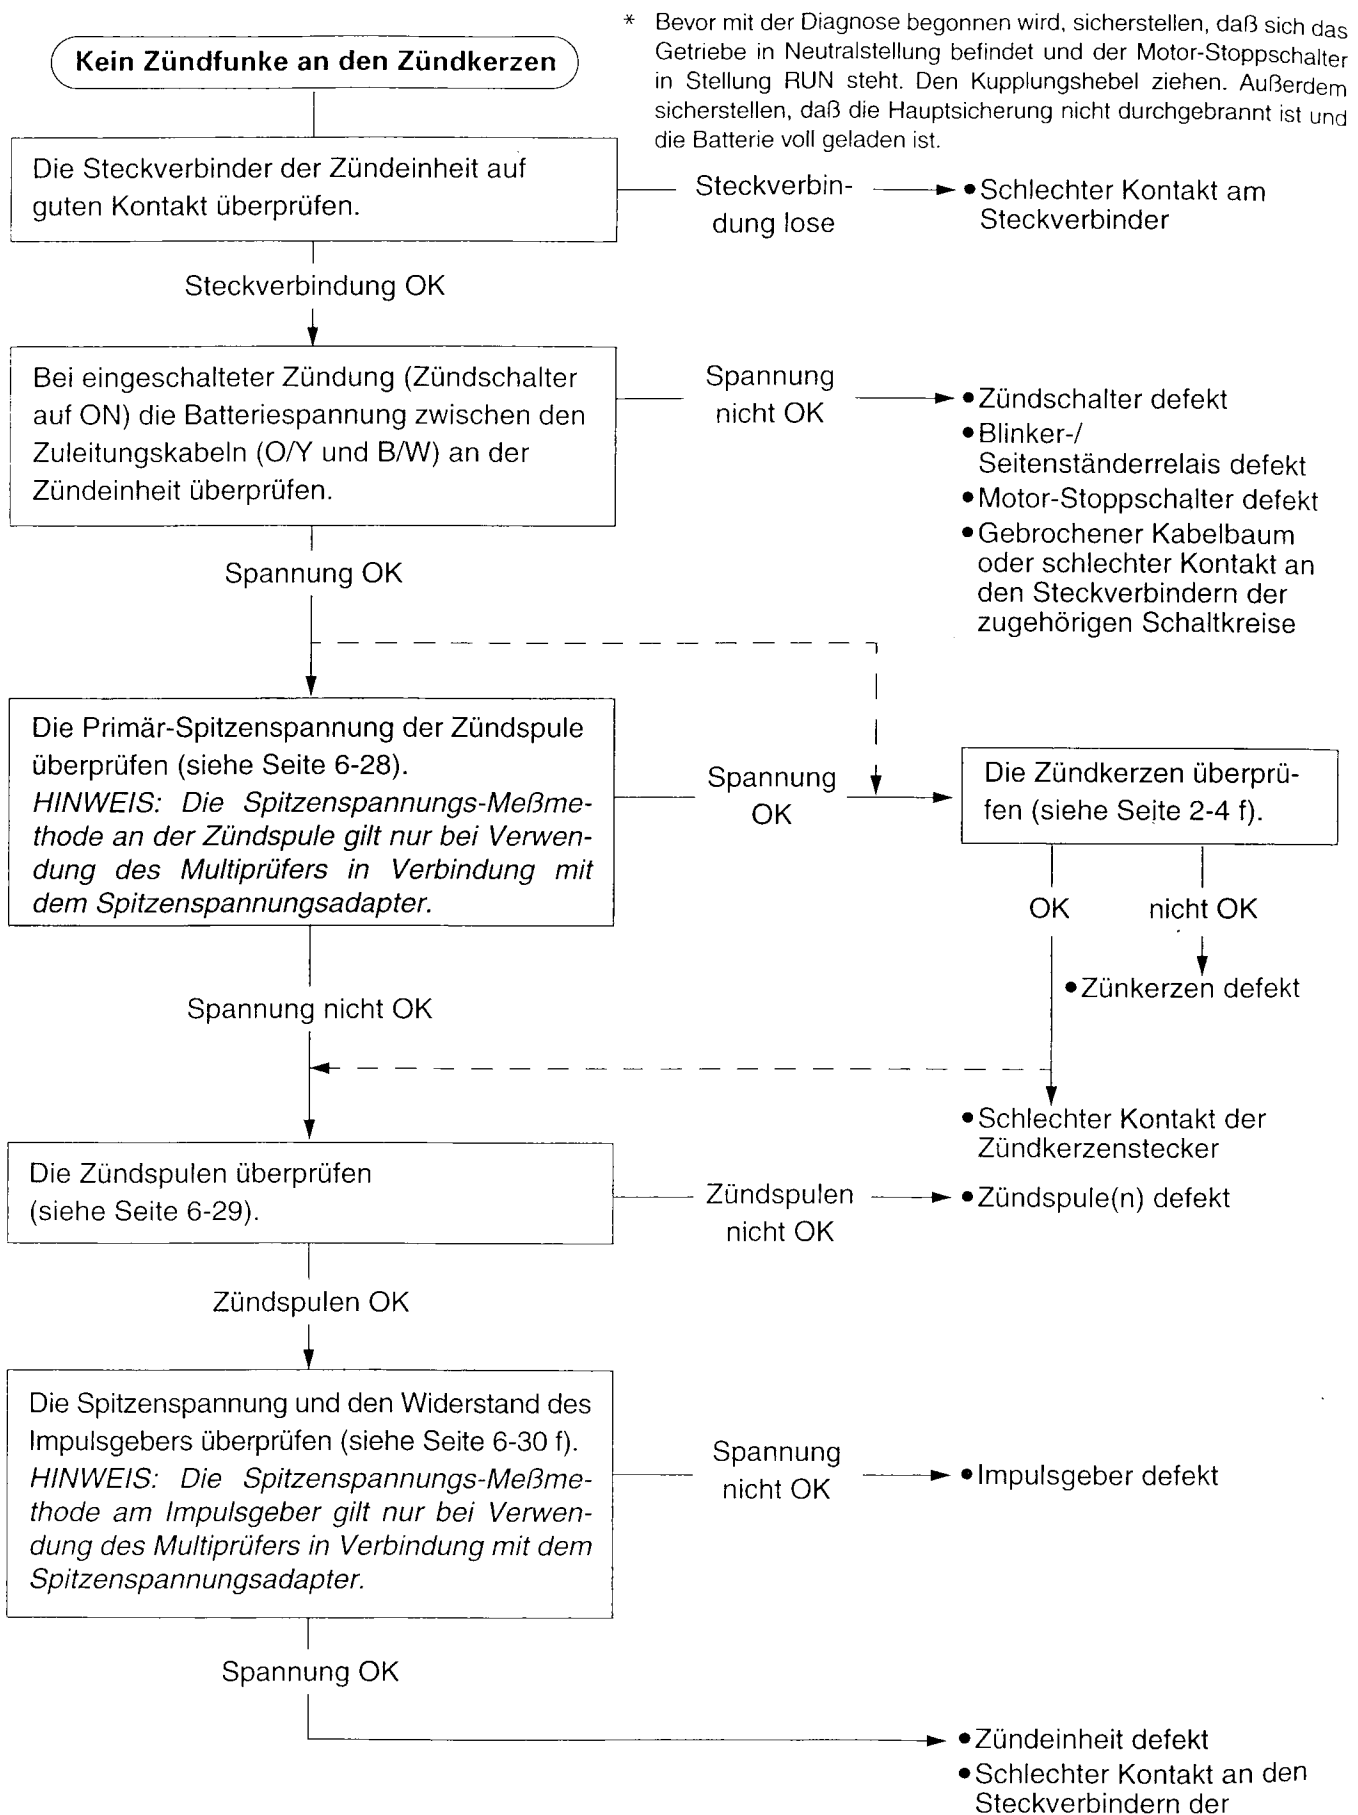 * Bevor mit der Diagnose begonnen wird, sicherstellen, daß sich das
Getriebe in Neutralstellung befindet und der Motor-Stoppschalter
in Stellung RUN steht. Den Kupplungshebel ziehen. Außerdem
sicherstellen, daß die Hauptsicherung nicht durchgebrannt ist und
die Batterie voll geladen ist.
Kein Zündfunke an den Zündkerzen
Die Steckverbinder der Zündeinheit auf
guten Kontakt überprüfen.
Steckverbin-
dung lose
• Schlechter Kontakt am
Steckverbinder
Steckverbindung OK
Bei eingeschalteter Zündung (Zündschalter
auf ON) die Batteriespannung zwischen den
Zuleitungskabeln (O/Y und B/W) an der
Zündeinheit überprüfen.
Spannung
nicht OK
• Zündschalter defekt
• Blinker-/
Seitenständerrelais defekt
• Motor-Stoppschalter defekt
• Gebrochener Kabelbaum
oder schlechter Kontakt an
den Steckverbindern der
zugehörigen Schaltkreise
Spannung OK
Die Primär-Spitzenspannung der Zündspule
überprüfen (siehe Seite 6-28).
HINWEIS: Die Spitzenspannungs-Meßme-
thode an der Zündspule gilt nur bei Verwen-
dung des Multiprüfers in Verbindung mit
dem Spitzenspannungsadapter.
Spannung
OK
Die Zündkerzen überprü-
fen (siehe Seite 2-4 f).
OK
nicht OK
• Zünkerzen defekt
Spannung nicht OK
• Schlechter Kontakt der
Zündkerzenstecker
Die Zündspulen überprüfen
(siehe Seite 6-29).
Zündspulen
nicht OK
• Zündspule(n) defekt
Zündspulen OK
Die Spitzenspannung und den Widerstand des
Impulsgebers überprüfen (siehe Seite 6-30 f).
HINWEIS: Die Spitzenspannungs-Meßme-
thode am Impulsgeber gilt nur bei Verwen-
dung des Multiprüfers in Verbindung mit dem
Spitzenspannungsadapter.
Spannung
nicht OK
• Impulsgeber defekt
Spannung OK
• Zündeinheit defekt
• Schlechter Kontakt an den
Steckverbindern der